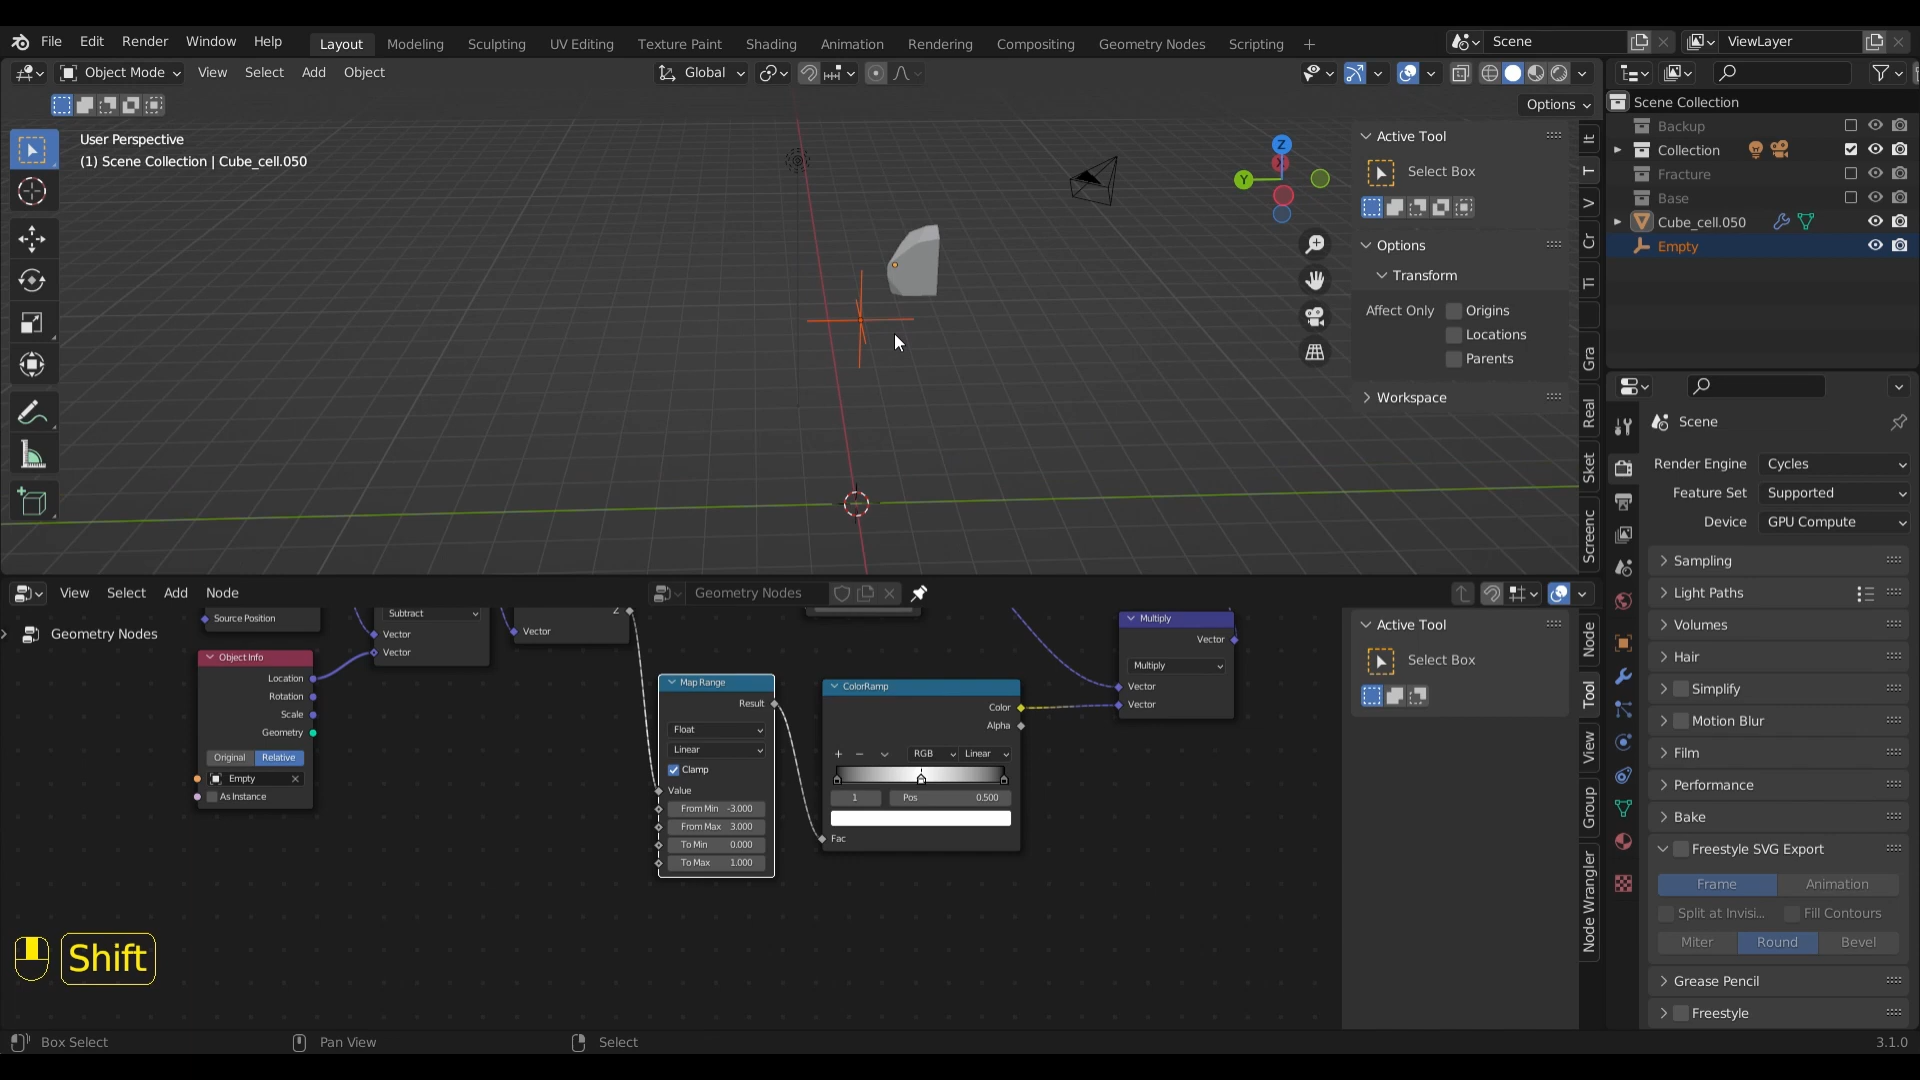 File Edit Render Window Help Layout Modeling Sculpting UV Editing Texture Paint Shading Animation Rendering Compositing Geometry Nodes Scripting + Scene ViewLayer
Object Mode View Select Add Object Global
Options
User Perspective
(1) Scene Collection | Cube_cell.050
Z
Y
X
Active Tool
Select Box
Options
Transform
Affect Only Origins
Locations
Parents
Workspace
It
T
V
Cr
Ti
Gra
Real
Sket
Screenc
Scene Collection
Backup
Collection
Fracture
Base
Cube_cell.050
Empty
Scene
Render Engine Cycles
Feature Set Supported
Device GPU Compute
Sampling
Light Paths
Volumes
Hair
Simplify
Motion Blur
Film
Performance
Bake
Freestyle SVG Export
Frame Animation
Split at Invisi... Fill Contours
Miter Round Bevel
Grease Pencil
Freestyle
View Select Add Node Geometry Nodes
Geometry Nodes
Source Position
Subtract
Vector
Vector
Z
Vector
Object Info
Location
Rotation
Scale
Geometry
Original Relative
Empty
As Instance
Map Range
Result
Float
Linear
Clamp
Value
From Min -3.000
From Max 3.000
To Min 0.000
To Max 1.000
ColorRamp
Color
Alpha
+ − RGB Linear
1 Pos 0.500
Fac
Multiply
Vector
Multiply
Vector
Vector
Active Tool
Select Box
Node
Tool
View
Group
Node Wrangler
Shift
Box Select Pan View Select 3.1.0